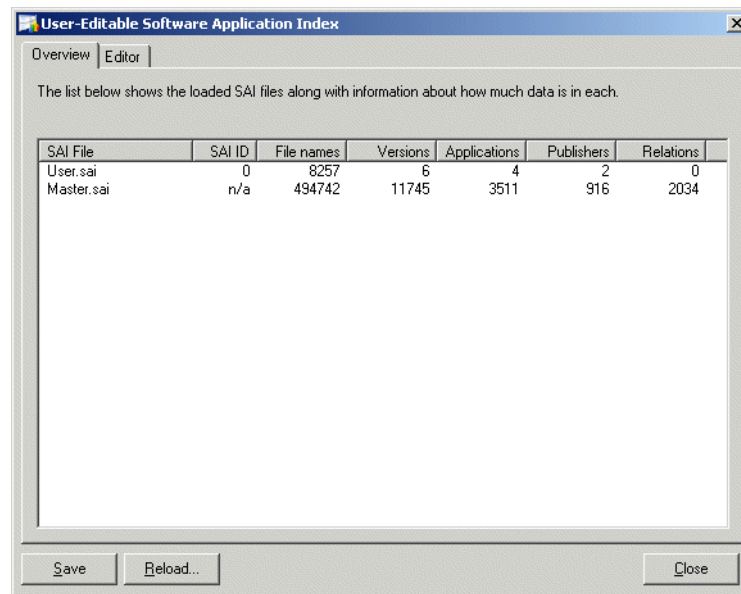 User-Editable Software Application Index
Overview Editor
The list below shows the loaded SAI files along with information about how much data is in each.
SAI File SAI ID File names Versions Applications Publishers Relations
User.sai 0 8257 6 4 2 0
Master.sai n/a 494742 11745 3511 916 2034
Save Reload... Close